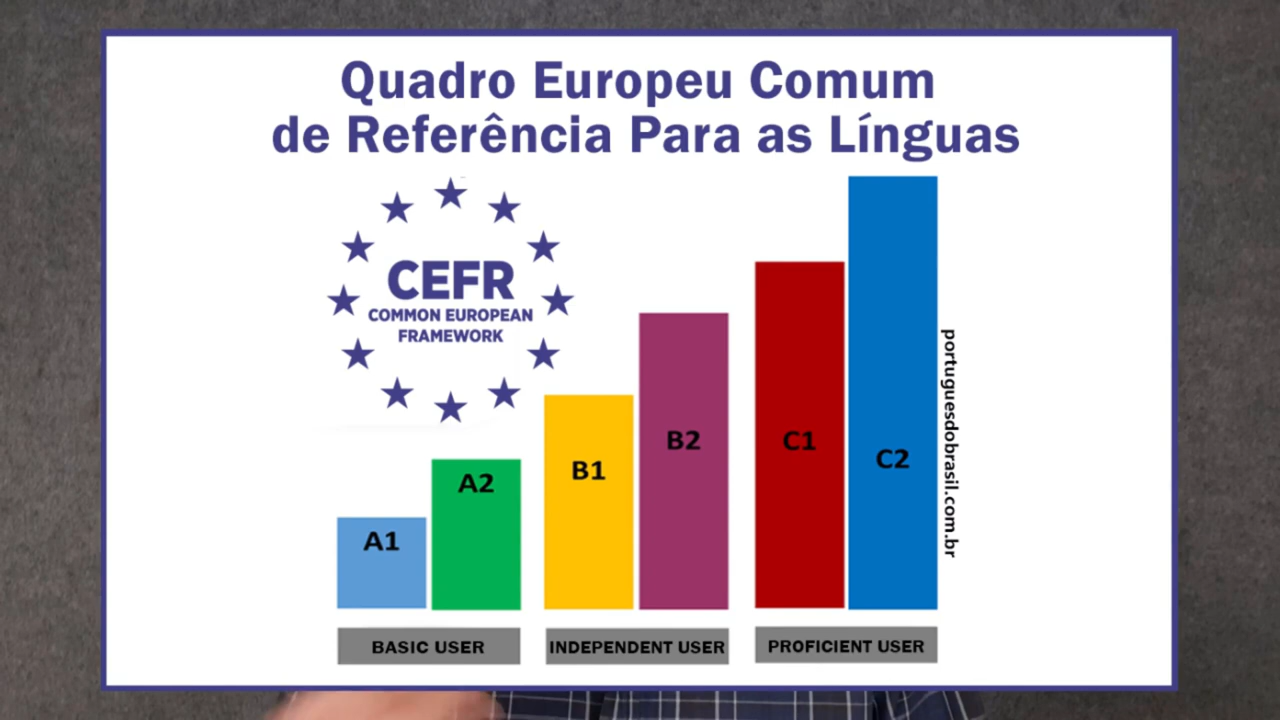 Quadro Europeu Comum
de Referência Para as Línguas
CEFR
COMMON EUROPEAN
FRAMEWORK
A1
A2
B1
B2
C1
C2
portuguesdobrasil.com.br
BASIC USER
INDEPENDENT USER
PROFICIENT USER